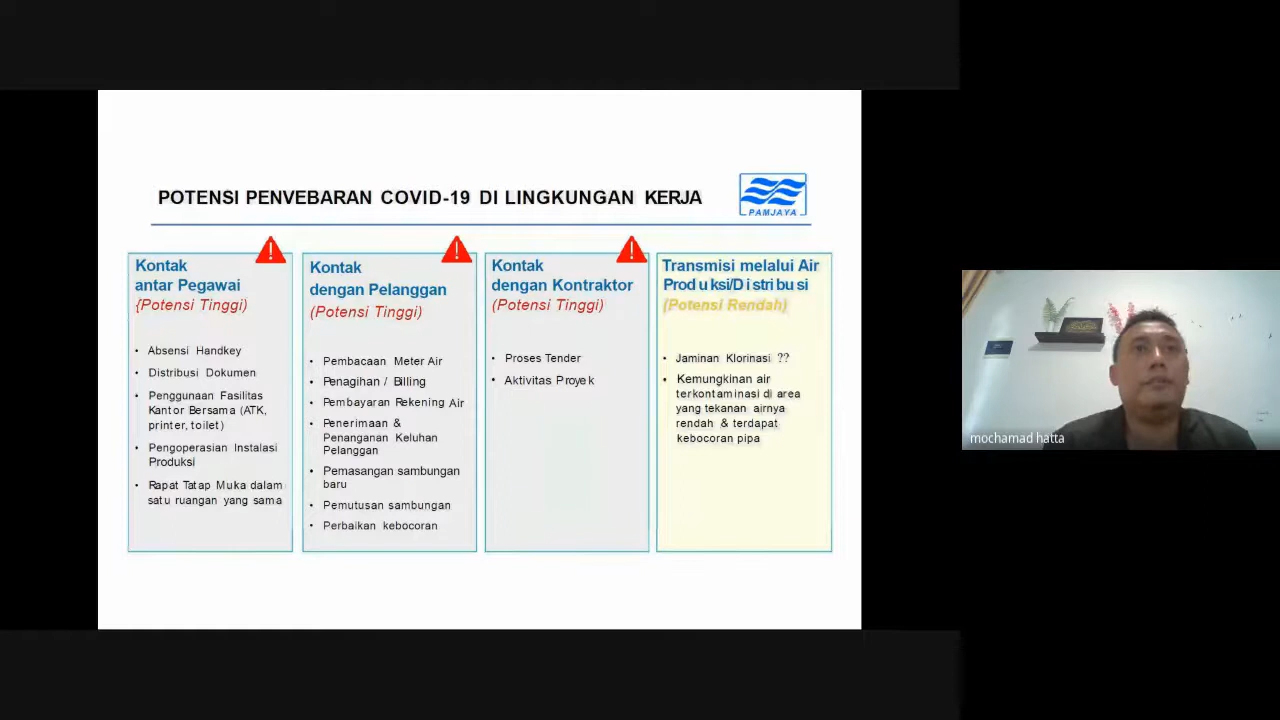 POTENSI PENVEBARAN COVID-19 DI LINGKUNGAN KERJA
PAMJAYA
Kontak
antar Pegawai
(Potensi Tinggi)
• Absensi Handkey
• Distribusi Dokumen
• Penggunaan Fasilitas
Kantor Bersama (ATK,
printer, toilet)
• Pengoperasian Instalasi
Produksi
• Rapat Tatap Muka dalam
satu ruangan yang sama
Kontak
dengan Pelanggan
(Potensi Tinggi)
• Pembacaan Meter Air
• Penagihan / Billing
• Pembayaran Rekening Air
• Penerimaan &
Penanganan Keluhan
Pelanggan
• Pemasangan sambungan
baru
• Pemutusan sambungan
• Perbaikan kebocoran
Kontak
dengan Kontraktor
(Potensi Tinggi)
• Proses Tender
• Aktivitas Proyek
Transmisi melalui Air
Prod u ksi/D i stri bu si
(Potensi Rendah)
• Jaminan Klorinasi ??
• Kemungkinan air
terkontaminasi di area
yang tekanan airnya
rendah & terdapat
kebocoran pipa
mochamad hatta